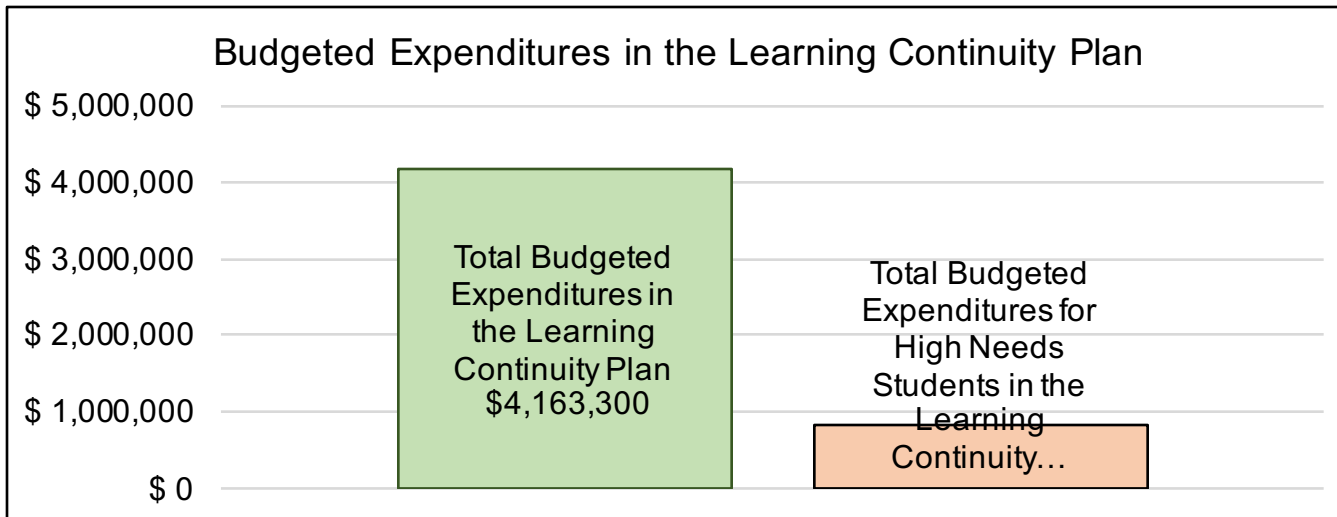 Budgeted Expenditures in the Learning Continuity Plan
$ 5,000,000
$ 4,000,000
$ 3,000,000
$ 2,000,000
$ 1,000,000
$ 0
Total Budgeted
Expenditures in
the Learning
Continuity Plan
$4,163,300
Total Budgeted
Expenditures for
High Needs
Students in the
Learning
Continuity…